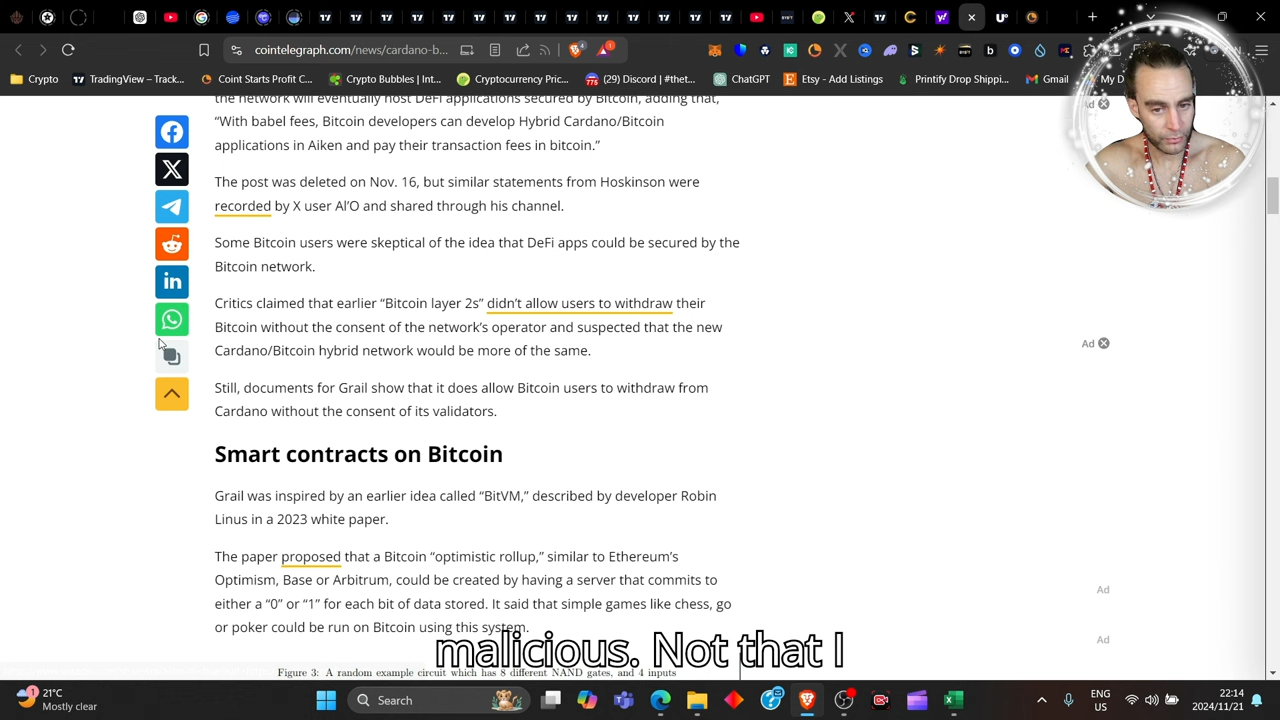 cointelegraph.com/news/cardano-b...
Crypto
TradingView – Track...
Coint Starts Profit C...
Crypto Bubbles | Int...
Cryptocurrency Pric...
(29) Discord | #thet...
ChatGPT
Etsy - Add Listings
Printify Drop Shippi...
Gmail
My D
the network will eventually host DeFi applications secured by Bitcoin, adding that,
“With babel fees, Bitcoin developers can develop Hybrid Cardano/Bitcoin
applications in Aiken and pay their transaction fees in bitcoin.”
The post was deleted on Nov. 16, but similar statements from Hoskinson were
recorded by X user Al’O and shared through his channel.
Some Bitcoin users were skeptical of the idea that DeFi apps could be secured by the
Bitcoin network.
Critics claimed that earlier “Bitcoin layer 2s” didn’t allow users to withdraw their
Bitcoin without the consent of the network’s operator and suspected that the new
Cardano/Bitcoin hybrid network would be more of the same.
Still, documents for Grail show that it does allow Bitcoin users to withdraw from
Cardano without the consent of its validators.
Smart contracts on Bitcoin
Grail was inspired by an earlier idea called “BitVM,” described by developer Robin
Linus in a 2023 white paper.
The paper proposed that a Bitcoin “optimistic rollup,” similar to Ethereum’s
Optimism, Base or Arbitrum, could be created by having a server that commits to
either a “0” or “1” for each bit of data stored. It said that simple games like chess, go
or poker could be run on Bitcoin using this system.
Figure 3: A random example circuit which has 8 different NAND gates, and 4 inputs
Ad
Ad
Ad
Ad
malicious. Not that I
21°C
Mostly clear
Search
ENG
US
22:14
2024/11/21